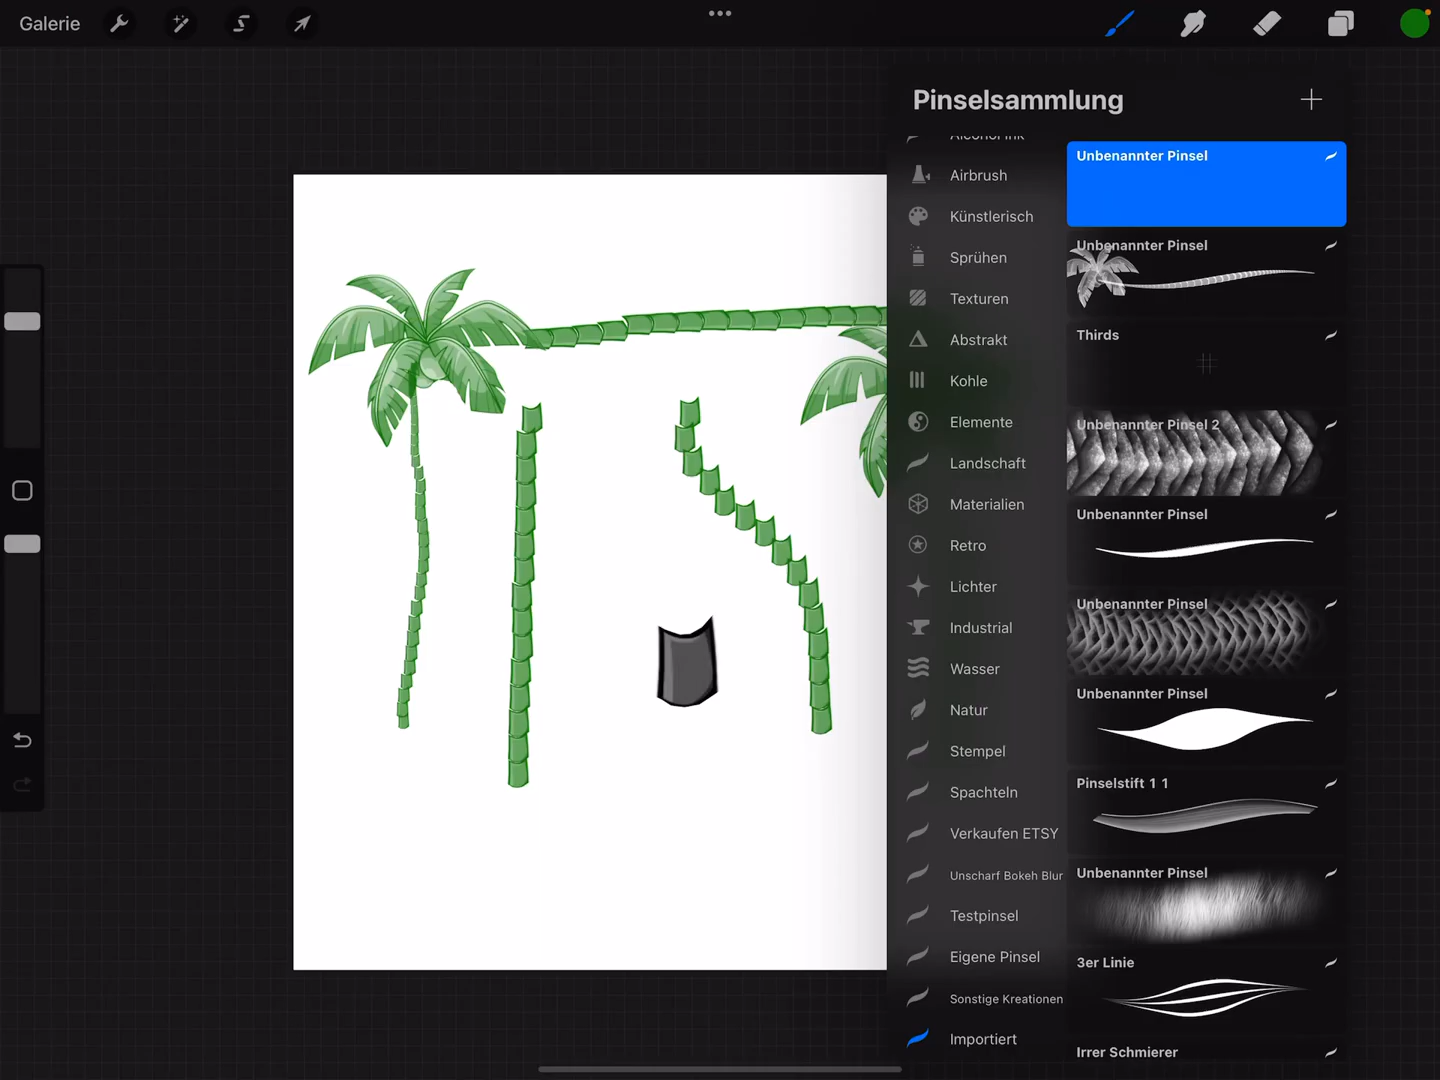 Galerie
Pinselsammlung
Alcohol Ink
Airbrush
Künstlerisch
Sprühen
Texturen
Abstrakt
Kohle
Elemente
Landschaft
Materialien
Retro
Lichter
Industrial
Wasser
Natur
Stempel
Spachteln
Verkaufen ETSY
Unscharf Bokeh Blur
Testpinsel
Eigene Pinsel
Sonstige Kreationen
Importiert
Unbenannter Pinsel
Unbenannter Pinsel
Thirds
Unbenannter Pinsel 2
Unbenannter Pinsel
Unbenannter Pinsel
Unbenannter Pinsel
Pinselstift 1 1
Unbenannter Pinsel
3er Linie
Irrer Schmierer